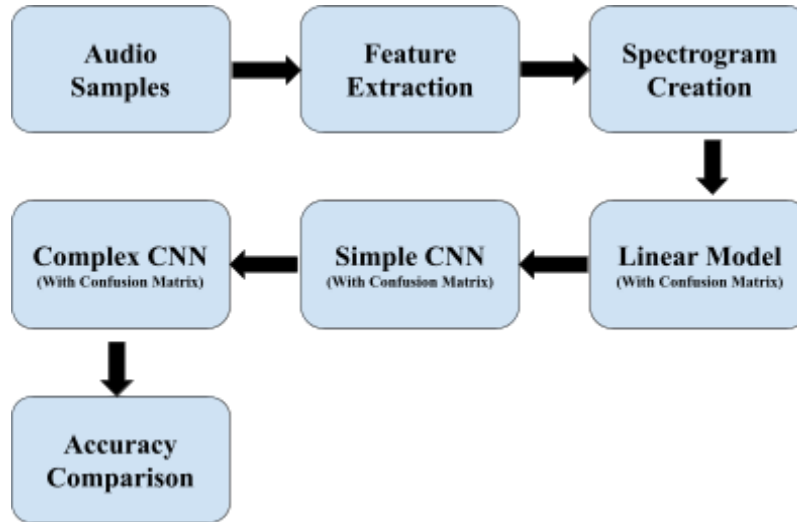 Audio
Samples
Feature
Extraction
Spectrogram
Creation
Linear Model
(With Confusion Matrix)
Simple CNN
(With Confusion Matrix)
Complex CNN
(With Confusion Matrix)
Accuracy
Comparison